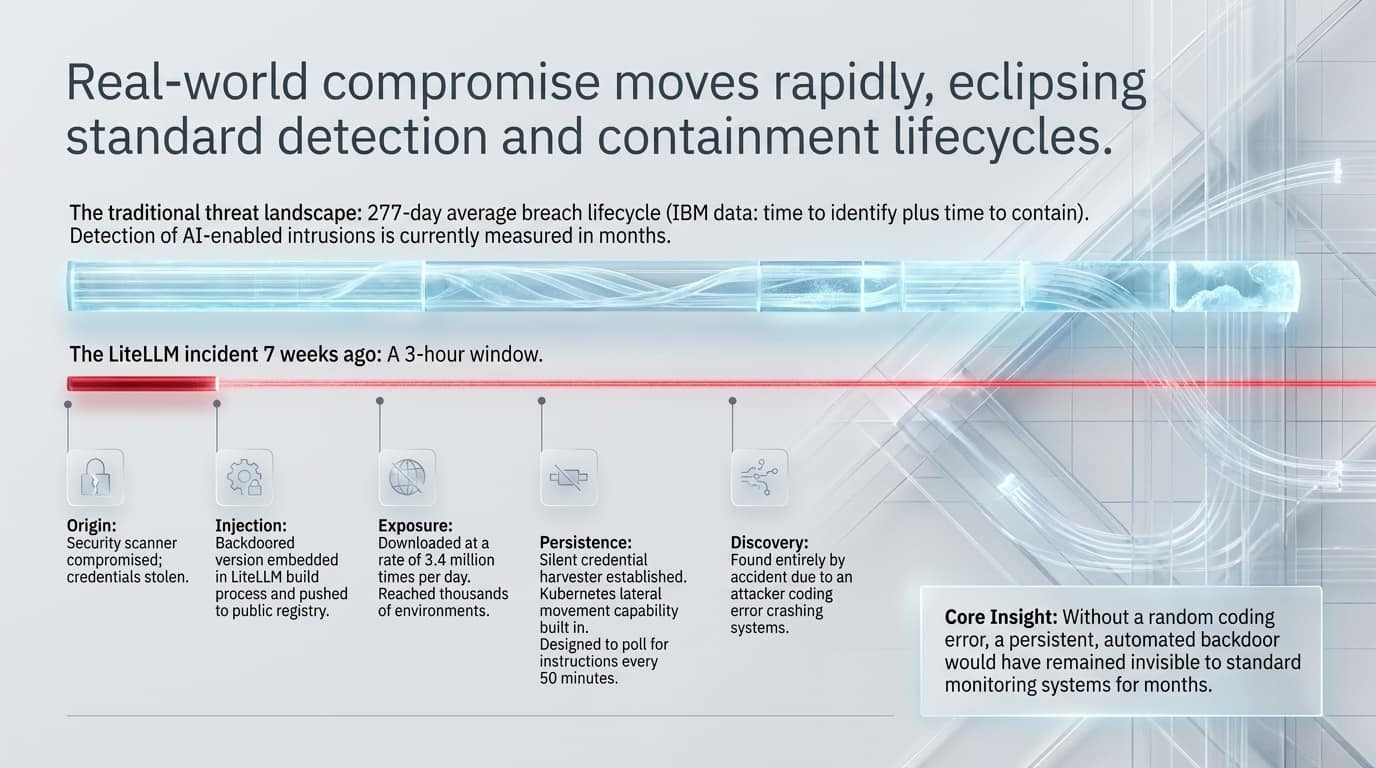 Real-world compromise moves rapidly, eclipsing
standard detection and containment lifecycles.
The traditional threat landscape: 277-day average breach lifecycle (IBM data: time to identify plus time to contain).
Detection of AI-enabled intrusions is currently measured in months.
The LiteLLM incident 7 weeks ago: A 3-hour window.
Origin:
Security scanner
compromised;
credentials stolen.
Injection:
Backdoored
version embedded
in LiteLLM build
process and pushed
to public registry.
Exposure:
Downloaded at a
rate of 3.4 million
times per day.
Reached thousands
of environments.
Persistence:
Silent credential
harvester established.
Kubernetes lateral
movement capability
built in.
Designed to poll for
instructions every
50 minutes.
Discovery:
Found entirely by
accident due to an
attacker coding
error crashing
systems.
Core Insight: Without a random coding
error, a persistent, automated backdoor
would have remained invisible to standard
monitoring systems for months.